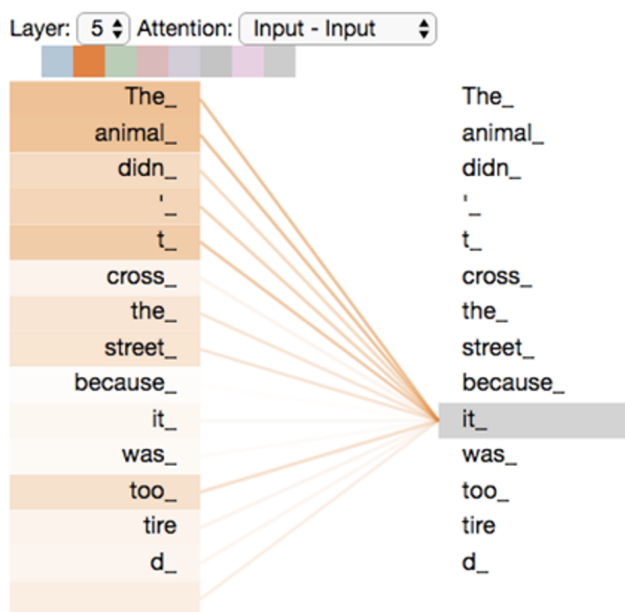 Layer: 5 Attention: Input - Input
The_ The_
animal_ animal_
didn_ didn_
'_ '_
t_ t_
cross_ cross_
the_ the_
street_ street_
because_ because_
it_ it_
was_ was_
too_ too_
tire tire
d_ d_